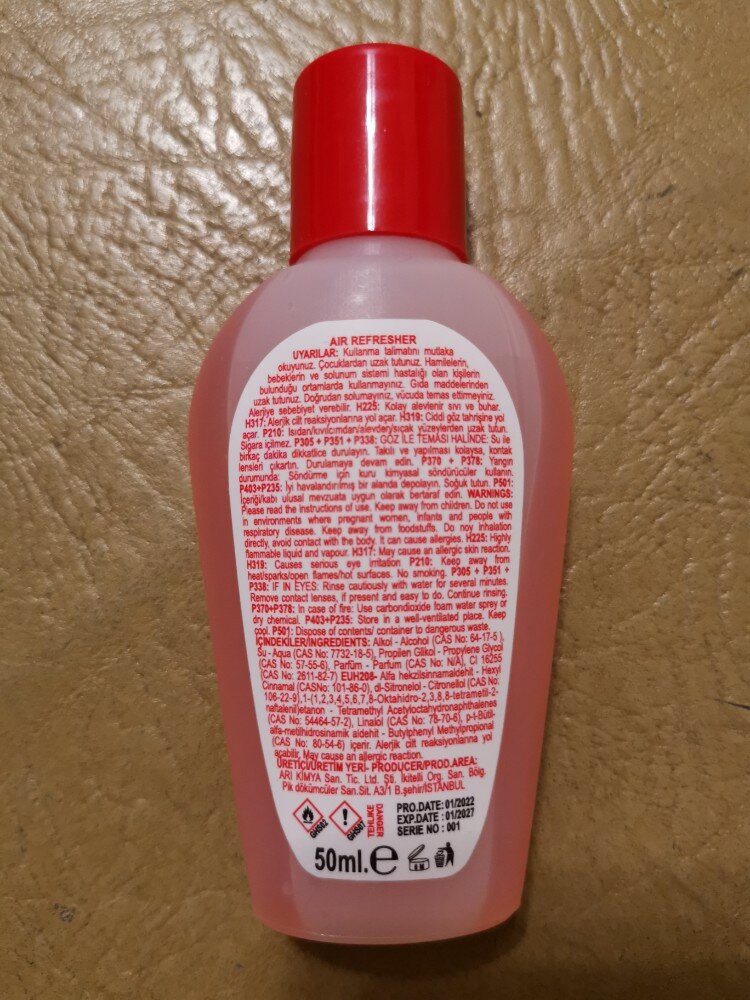 AIR REFRESHER
UYARILAR: Kullanma talimatını mutlaka
okuyunuz. Çocuklardan uzak tutunuz. Hamilelerin,
bebeklerin ve solunum sistemi hastalığı olan kişilerin
bulunduğu ortamlarda kullanmayınız. Gıda maddelerinden
uzak tutunuz. Doğrudan solumayınız, vücuda temas ettirmeyiniz.
Alerjiye sebebiyet verebilir. H225: Kolay alevlenir sıvı ve buhar.
H317: Alerjik cilt reaksiyonlarına yol açar. H319: Ciddi göz tahrişine yol
açar. P210: Isıdan/kıvılcımdan/alevden/sıcak yüzeylerden uzak tutun.
Sigara içilmez. P305 + P351 + P338: GÖZ İLE TEMASI HALİNDE: Su ile
birkaç dakika dikkatlice durulayın. Takılı ve yapılması kolaysa, kontak
lensleri çıkartın. Durulamaya devam edin. P370 + P378: Yangın
durumunda: Söndürme için kuru kimyasal söndürücüler kullanın.
P403+P235: İyi havalandırılmış bir alanda depolayın. Soğuk tutun. P501:
İçeriği/kabı ulusal mevzuata uygun olarak bertaraf edin. WARNINGS:
Please read the instructions of use. Keep away from children. Do not use
in environments where pregnant women, infants and people with
respiratory disease. Keep away from foodstuffs. Do noy inhalation
directly, avoid contact with the body. It can cause allergies. H225: Highly
flammable liquid and vapour. H317: May cause an allergic skin reaction.
H319: Causes serious eye irritation P210: Keep away from
heat/sparks/open flames/hot surfaces. No smoking. P305 + P351 +
P338: IF IN EYES: Rinse cautiously with water for several minutes.
Remove contact lenses, if present and easy to do. Continue rinsing.
P370+P378: In case of fire: Use carbondioxide foam water sprey or
dry chemical. P403+P235: Store in a well-ventilated place. Keep
cool. P501: Dispose of contents/ container to dangerous waste.
İÇİNDEKİLER/INGREDIENTS: Alkol - Alcohol (CAS No: 64-17-5 ),
Su - Aqua (CAS No: 7732-18-5), Propilen Glikol - Propylene Glycol
(CAS No: 57-55-6), Parfüm - Parfum (CAS No: N/A), CI 16255
(CAS No: 2611-82-7) EUH208- Alfa hekzilsinnamaldehit - Hexyl
Cinnamal (CASNo: 101-86-0), dl-Sitronelol - Citronellol (CAS No:
106-22-9),1-(1,2,3,4,5,6,7,8-Oktahidro-2,3,8,8-tetrametil-2-
naftalenil)etanon - Tetramethyl Acetyloctahydronaphthalenes
(CAS No: 54464-57-2), Linalol (CAS No: 78-70-6), p-t-Bütil-
alfa-metilhidrosinamik aldehit - Butylphenyl Methylpropional
(CAS No: 80-54-6) içerir. Alerjik cilt reaksiyonlarına yol
açabilir, May cause an allergic reaction.
ÜRETİCİ/ÜRETİM YERİ- PRODUCER/PROD.AREA:
ARI KİMYA San. Tic. Ltd. Şti. İkitelli Org. San. Bölg.
Pik dökümcüler San.Sit. A3/1 B.şehir/İSTANBUL
GHS02
GHS07
TEHLİKE
DANGER
PRO.DATE: 01/2022
EXP.DATE : 01/2027
SERIE NO : 001
50ml. e
6 M